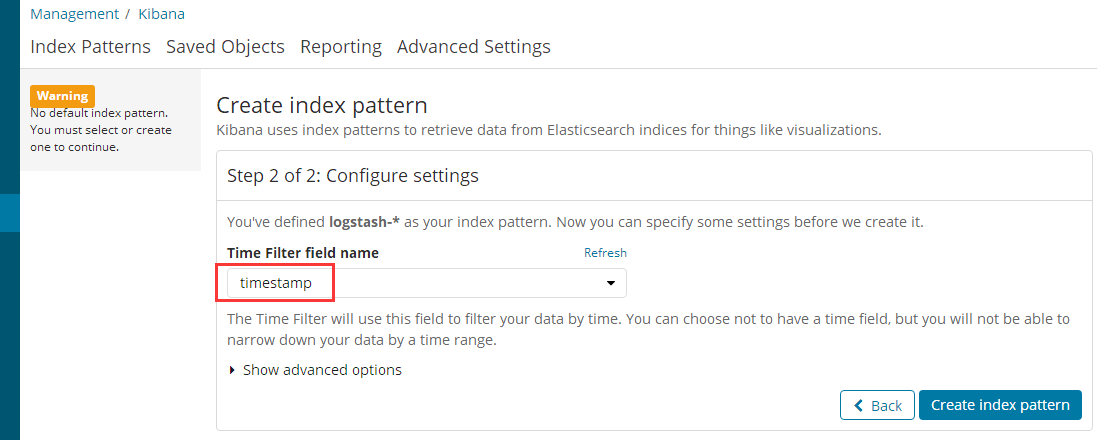 Management / Kibana
Index Patterns Saved Objects Reporting Advanced Settings
Warning
No default index pattern.
You must select or create
one to continue.
Create index pattern
Kibana uses index patterns to retrieve data from Elasticsearch indices for things like visualizations.
Step 2 of 2: Configure settings
You've defined logstash-* as your index pattern. Now you can specify some settings before we create it.
Time Filter field name Refresh
timestamp
The Time Filter will use this field to filter your data by time. You can choose not to have a time field, but you will not be able to
narrow down your data by a time range.
Show advanced options
Back Create index pattern